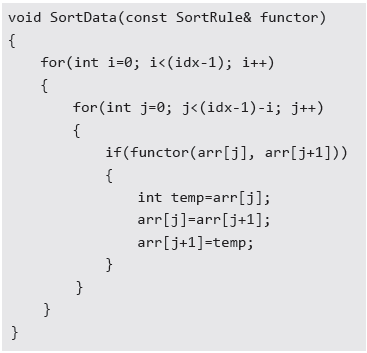 void SortData(const SortRule& functor)
{
    for(int i=0; i<(idx-1); i++)
    {
        for(int j=0; j<(idx-1)-i; j++)
        {
            if(functor(arr[j], arr[j+1]))
            {
                int temp=arr[j];
                arr[j]=arr[j+1];
                arr[j+1]=temp;
            }
        }
    }
}